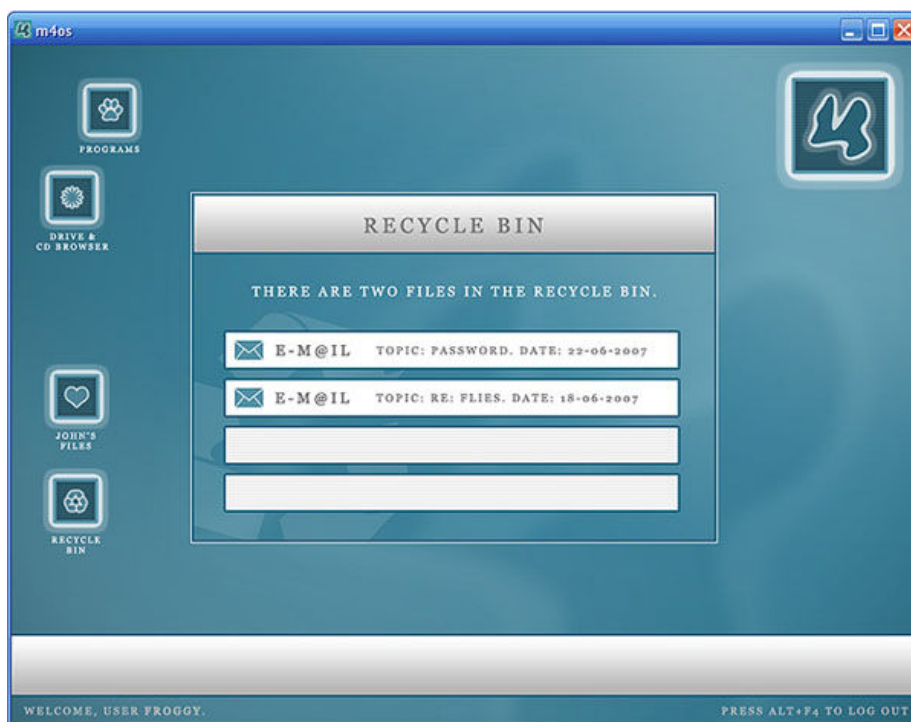 m4os
PROGRAMS
DRIVE &
CD BROWSER
JOHN'S
FILES
RECYCLE
BIN
RECYCLE BIN
THERE ARE TWO FILES IN THE RECYCLE BIN.
E-M@IL TOPIC: PASSWORD. DATE: 22-06-2007
E-M@IL TOPIC: RE: FLIES. DATE: 18-06-2007
WELCOME, USER FROGGY.
PRESS ALT+F4 TO LOG OUT